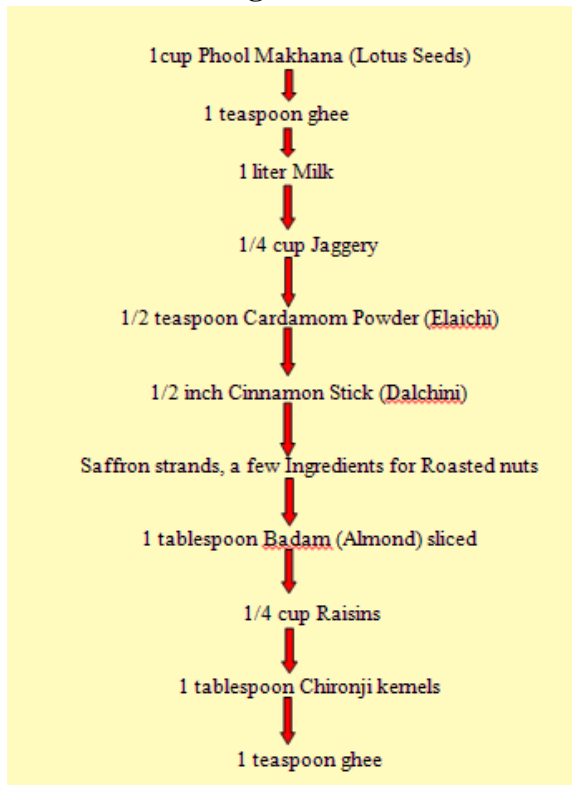 1cup Phool Makhana (Lotus Seeds)
1 teaspoon ghee
1 liter Milk
1/4 cup Jaggery
1/2 teaspoon Cardamom Powder (Elaichi)
1/2 inch Cinnamon Stick (Dalchini)
Saffron strands, a few Ingredients for Roasted nuts
1 tablespoon Badam (Almond) sliced
1/4 cup Raisins
1 tablespoon Chironji kernels
1 teaspoon ghee